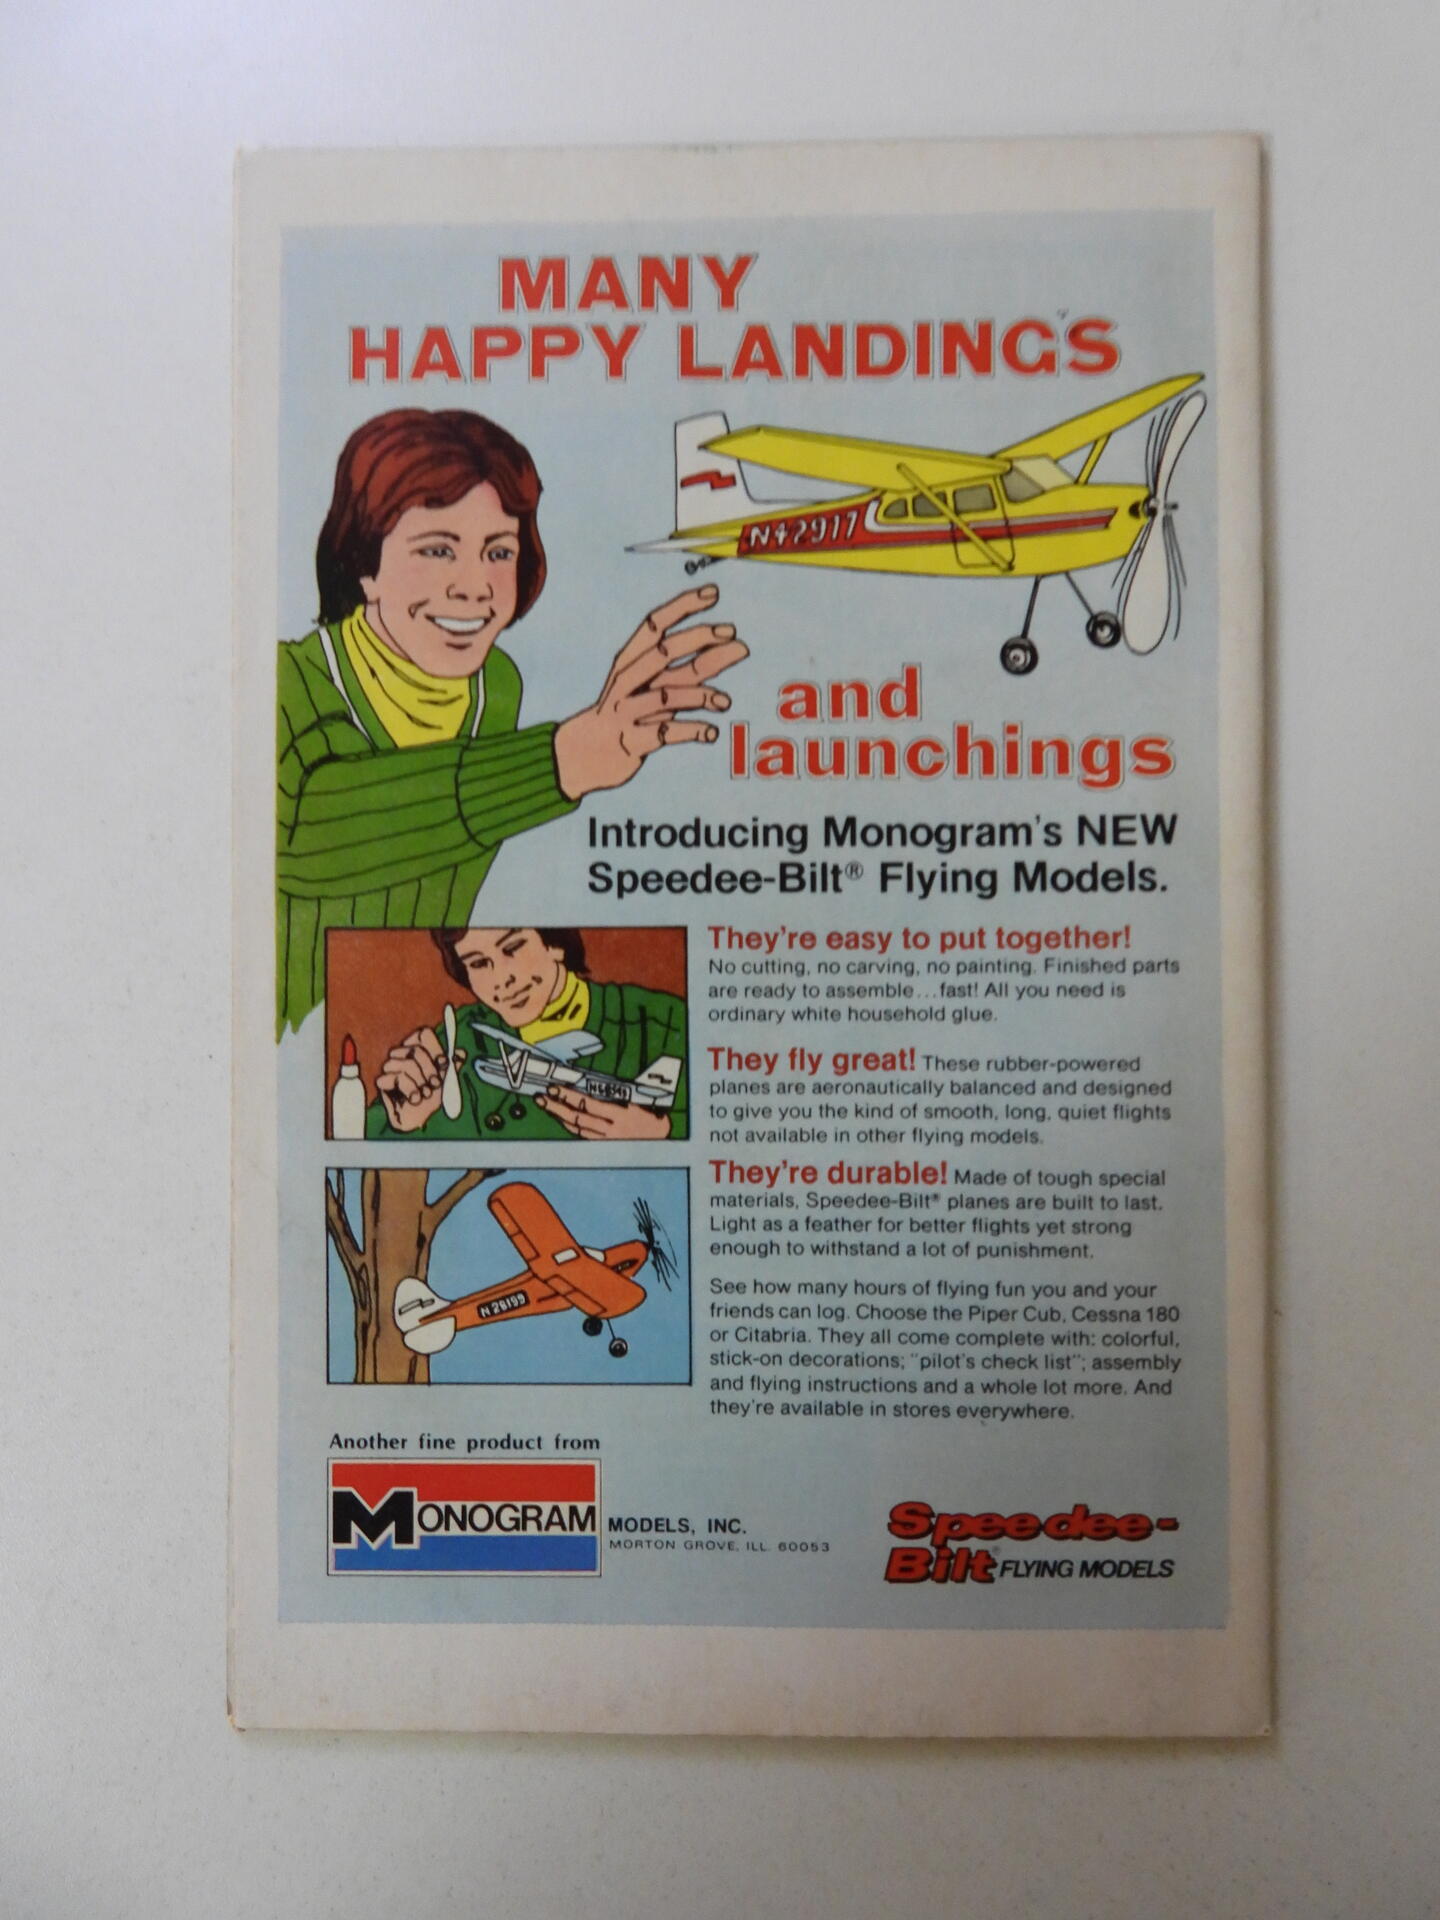 MANY
HAPPY LANDINGS
N42917
and
launchings
Introducing Monogram's NEW
Speedee-Bilt® Flying Models.
They're easy to put together!
No cutting, no carving, no painting. Finished parts
are ready to assemble...fast! All you need is
ordinary white household glue.
They fly great! These rubber-powered
planes are aeronautically balanced and designed
to give you the kind of smooth, long, quiet flights
not available in other flying models.
They're durable! Made of tough special
materials, Speedee-Bilt® planes are built to last.
Light as a feather for better flights yet strong
enough to withstand a lot of punishment.
N26199
See how many hours of flying fun you and your
friends can log. Choose the Piper Cub, Cessna 180
or Citabria. They all come complete with: colorful,
stick-on decorations; "pilot's check list"; assembly
and flying instructions and a whole lot more. And
they're available in stores everywhere.
Another fine product from
MONOGRAM MODELS, INC.
MORTON GROVE, ILL. 60053
Speedee-
Bilt® FLYING MODELS